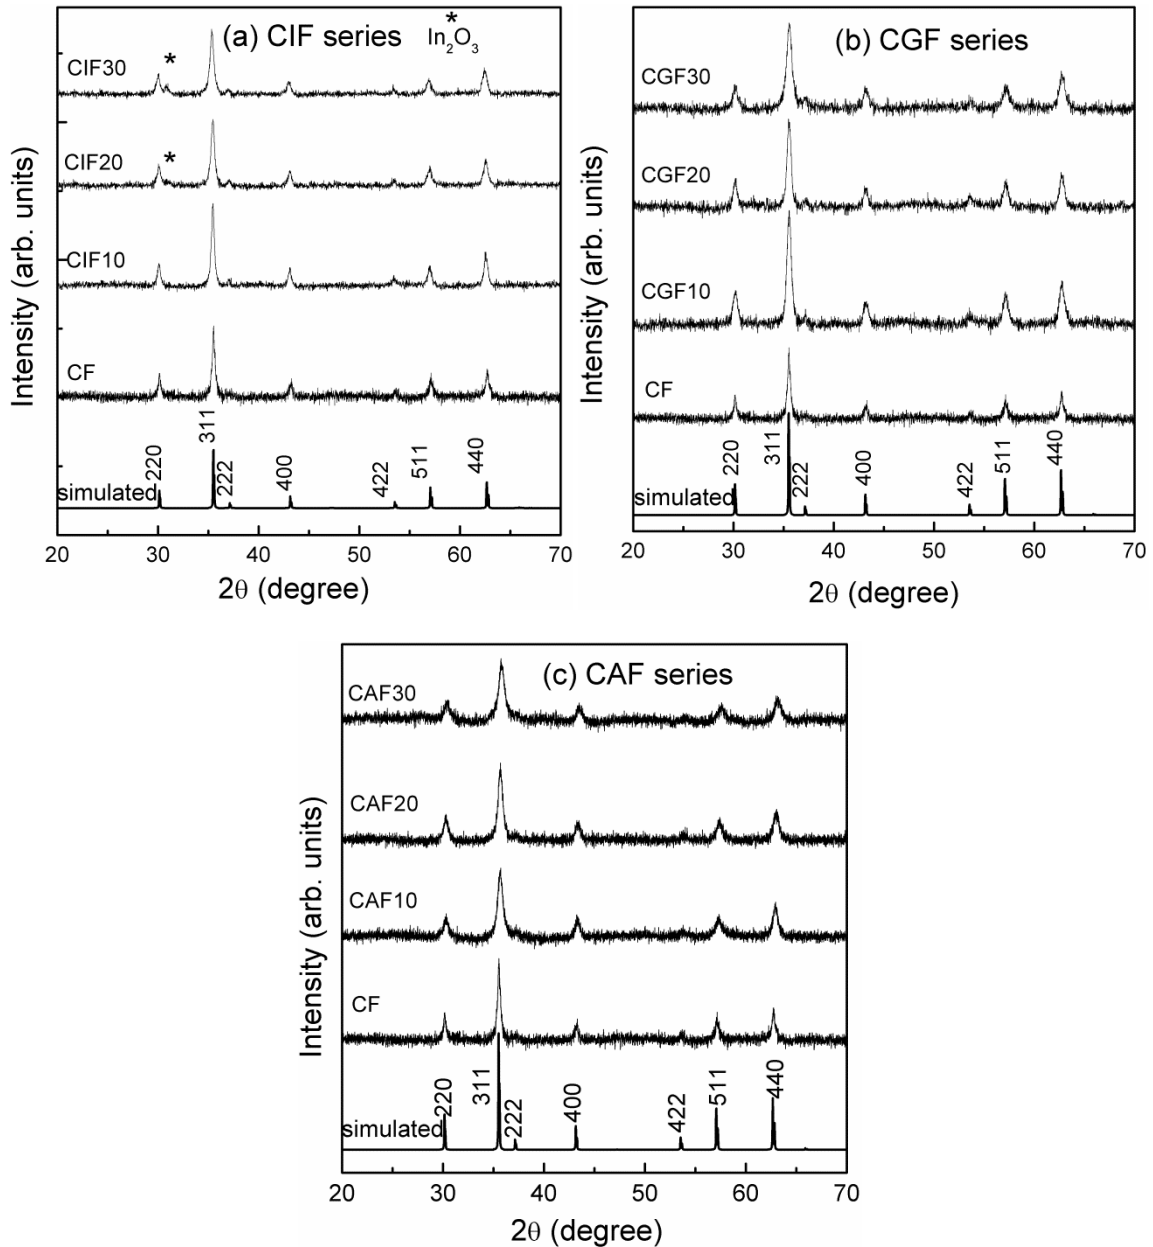 (a) CIF series
*
In₂O₃
CIF30
*
CIF20
*
CIF10
CF
simulated
220
311
222
400
422
511
440
20 30 40 50 60 70
2θ (degree)
Intensity (arb. units)
(b) CGF series
CGF30
CGF20
CGF10
CF
simulated
220
311
222
400
422
511
440
20 30 40 50 60 70
2θ (degree)
Intensity (arb. units)
(c) CAF series
CAF30
CAF20
CAF10
CF
simulated
220
311
222
400
422
511
440
20 30 40 50 60 70
2θ (degree)
Intensity (arb. units)